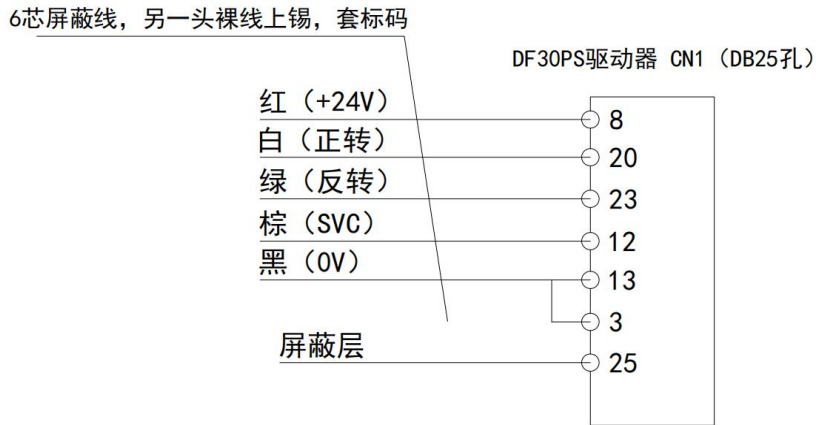 6芯屏蔽线，另一头裸线上锡，套标码
DF30PS驱动器 CN1（DB25孔）
红（+24V）
8
白（正转）
20
绿（反转）
23
棕（SVC）
12
黑（0V）
13
3
屏蔽层
25